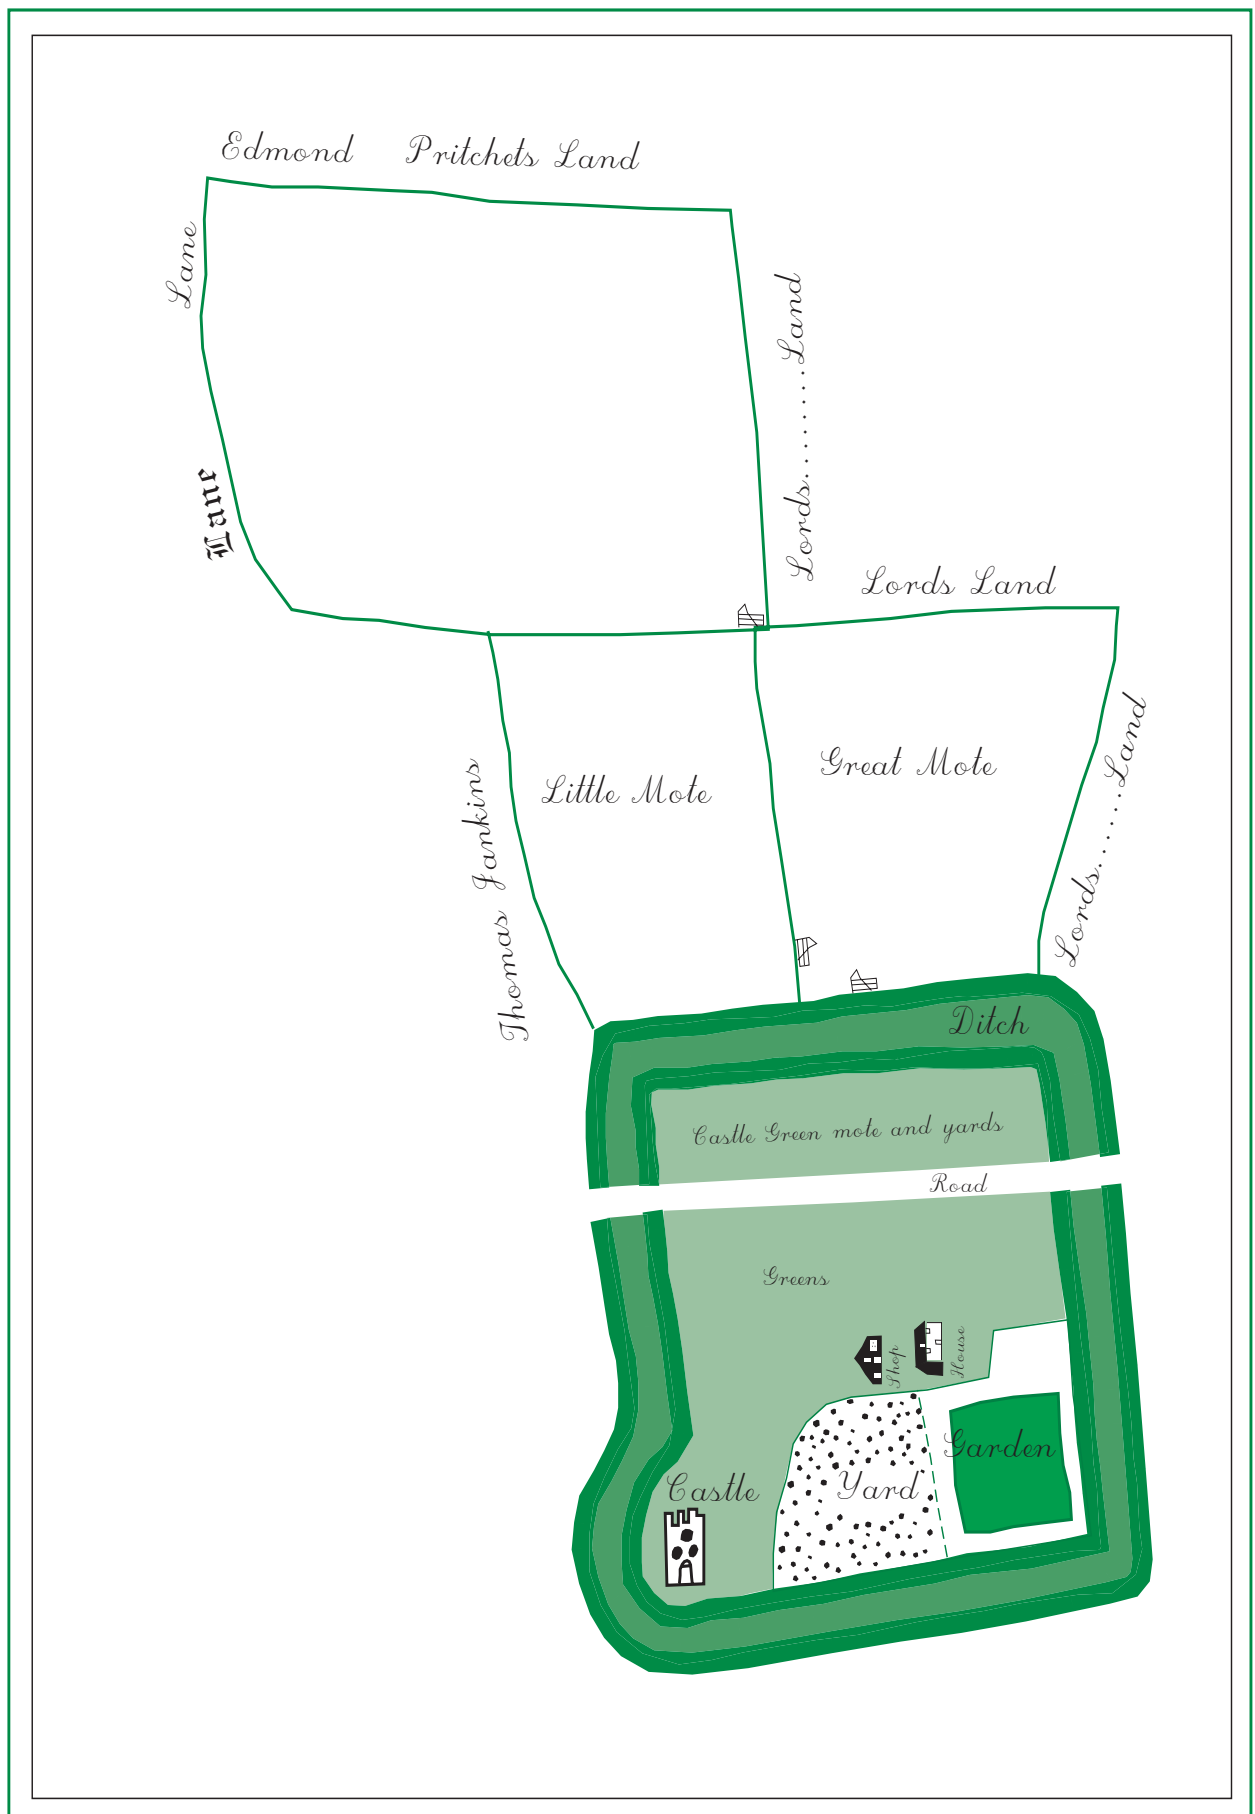 Edmond Pritchets Land
Lane
Lords.........Land
Lane
Lords Land
Great Mote
Little Mote
Lords......Land
Thomas Jankins
Ditch
Castle Green mote and yards
Road
Greens
Shop
House
Garden
Castle
Yard